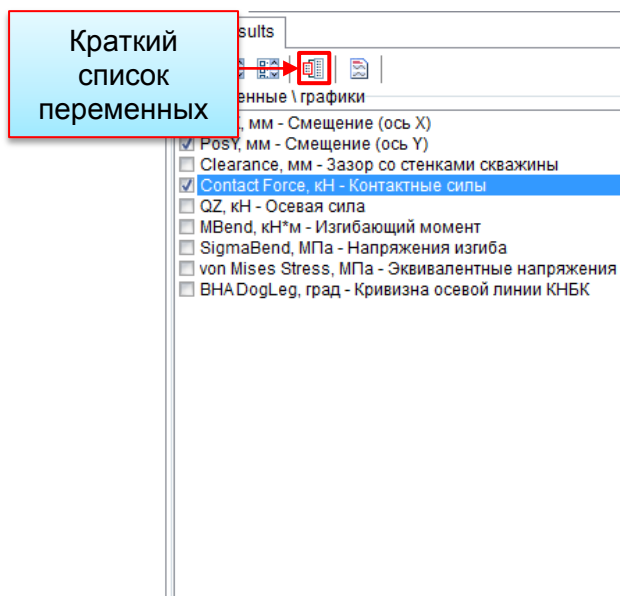 Краткий
список
переменных
sults
енные \ графики
, мм - Смещение (ось X)
PosY, мм - Смещение (ось Y)
Clearance, мм - Зазор со стенками скважины
Contact Force, кН - Контактные силы
QZ, кН - Осевая сила
MBend, кН*м - Изгибающий момент
SigmaBend, МПа - Напряжения изгиба
von Mises Stress, МПа - Эквивалентные напряжения
BHADogLeg, град - Кривизна осевой линии КНБК